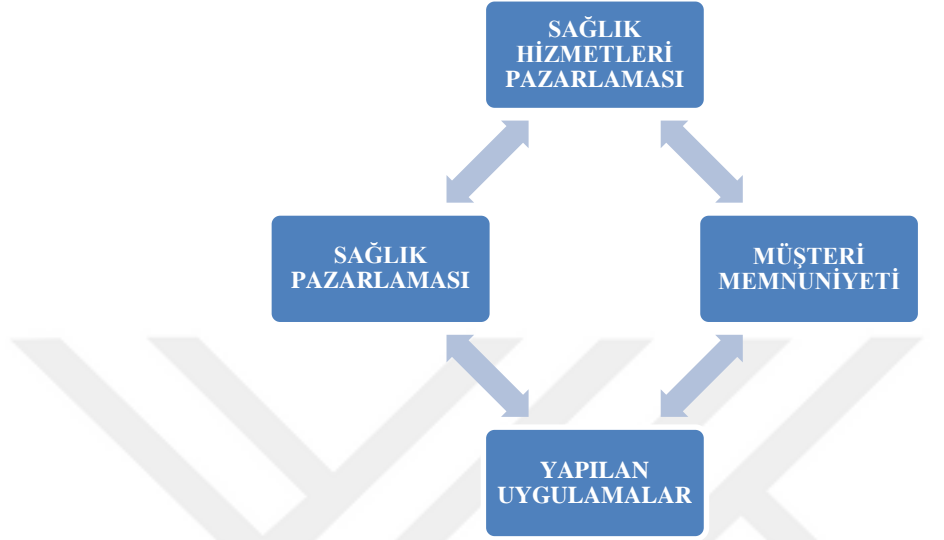 SAĞLIK
HİZMETLERİ
PAZARLAMASI
SAĞLIK
PAZARLAMASI
MÜŞTERİ
MEMNUNİYETİ
YAPILAN
UYGULAMALAR